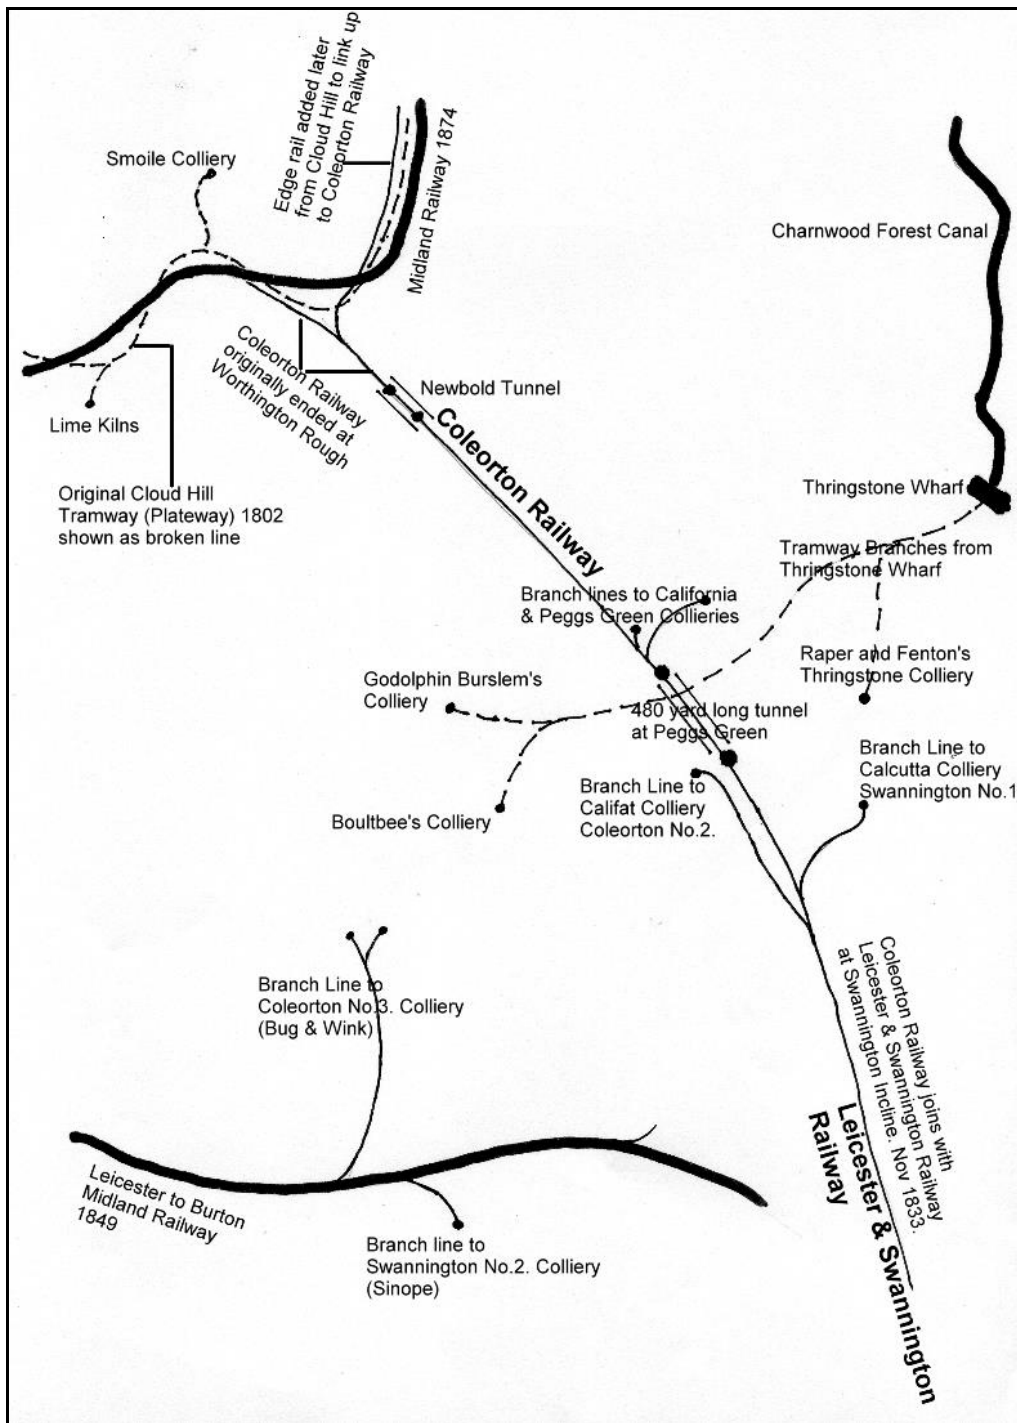 Edge rail added later
from Cloud Hill to link up
to Coleorton Railway
Midland Railway 1874
Smoile Colliery
Charnwood Forest Canal
Coleorton Railway
originally ended at
Worthington Rough
Newbold Tunnel
Coleorton Railway
Lime Kilns
Original Cloud Hill
Tramway (Plateway) 1802
shown as broken line
Thringstone Wharf
Tramway Branches from
Thringstone Wharf
Branch lines to California
& Peggs Green Collieries
Raper and Fenton's
Thringstone Colliery
Godolphin Burslem's
Colliery
480 yard long tunnel
at Peggs Green
Branch Line to
Calcutta Colliery
Swannington No.1
Branch Line to
Califat Colliery
Coleorton No.2.
Boultbee's Colliery
Branch Line to
Coleorton No.3. Colliery
(Bug & Wink)
Coleorton Railway joins with
Leicester & Swannington Railway
at Swannington Incline. Nov 1833.
Leicester & Swannington
Railway
Leicester to Burton
Midland Railway
1849
Branch line to
Swannington No.2. Colliery
(Sinope)